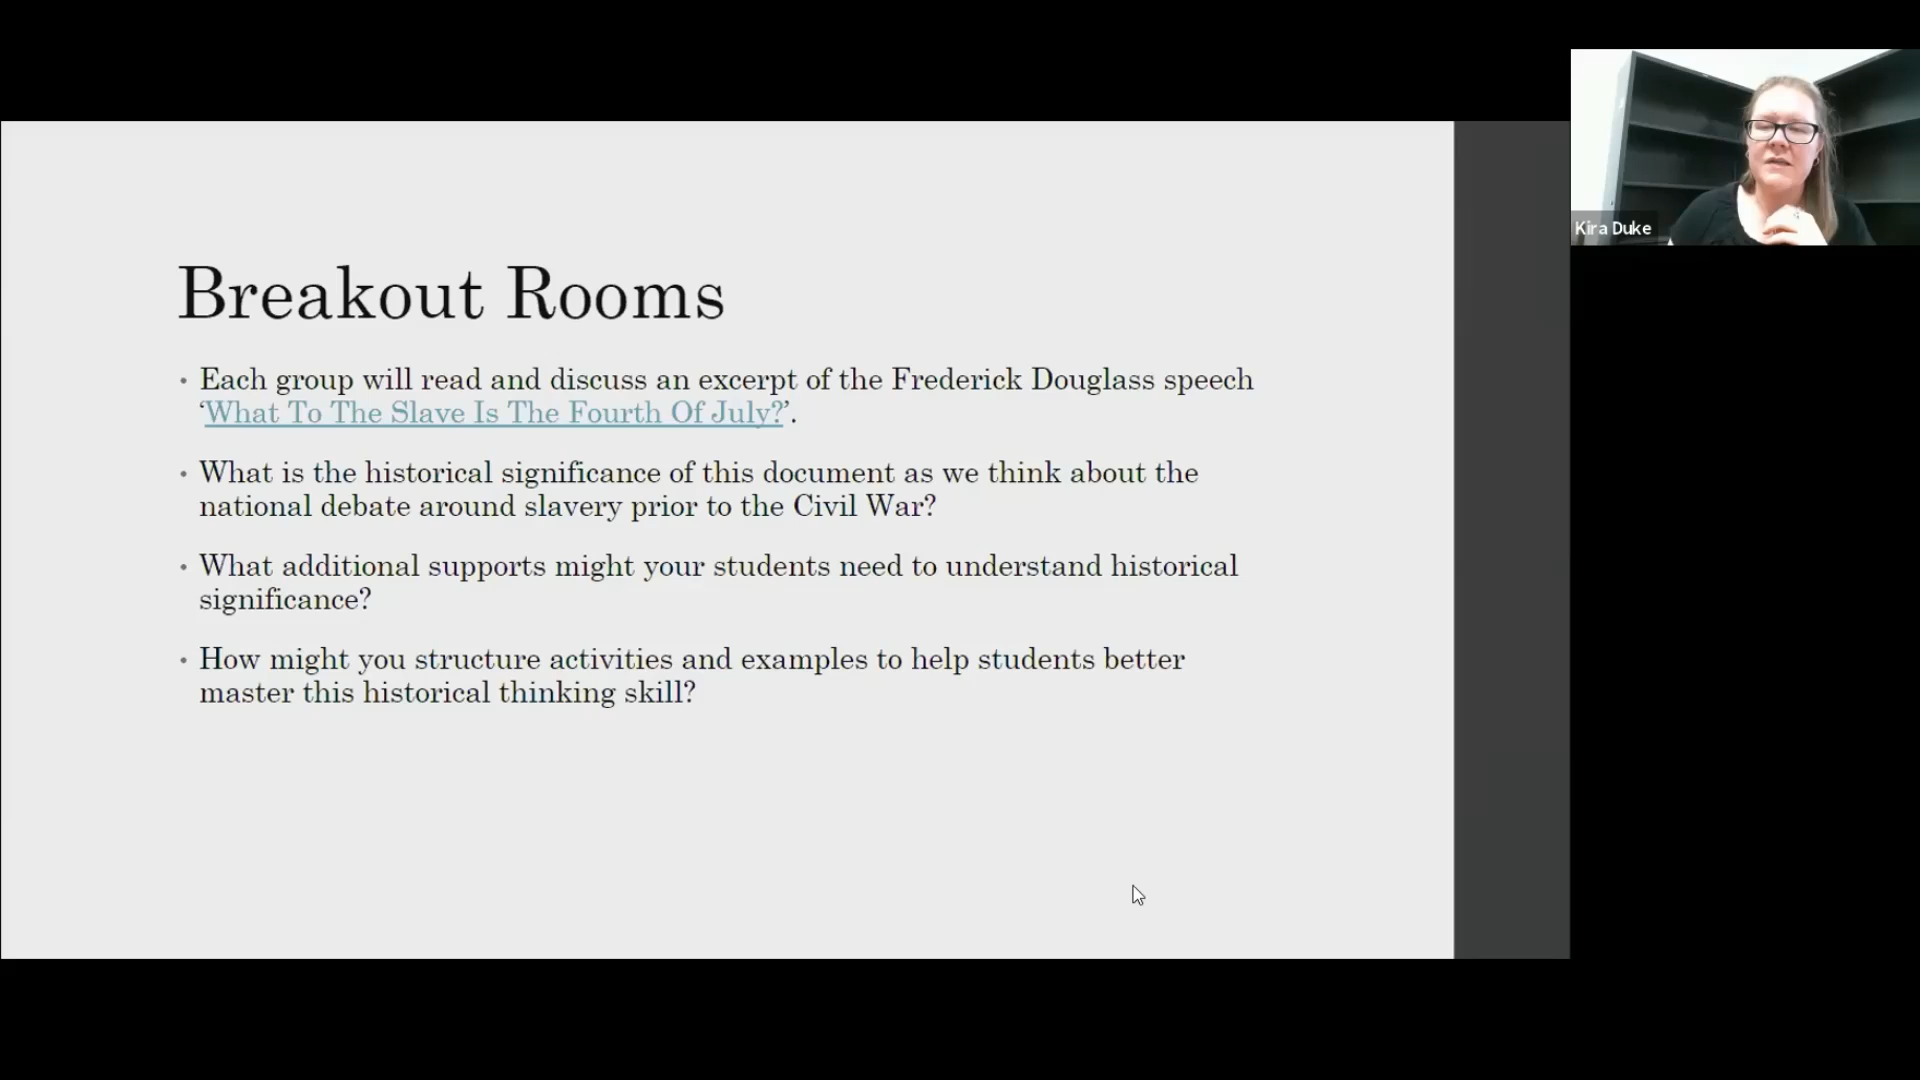 Breakout Rooms
• Each group will read and discuss an excerpt of the Frederick Douglass speech
‘What To The Slave Is The Fourth Of July?’.
• What is the historical significance of this document as we think about the
national debate around slavery prior to the Civil War?
• What additional supports might your students need to understand historical
significance?
• How might you structure activities and examples to help students better
master this historical thinking skill?
Kira Duke